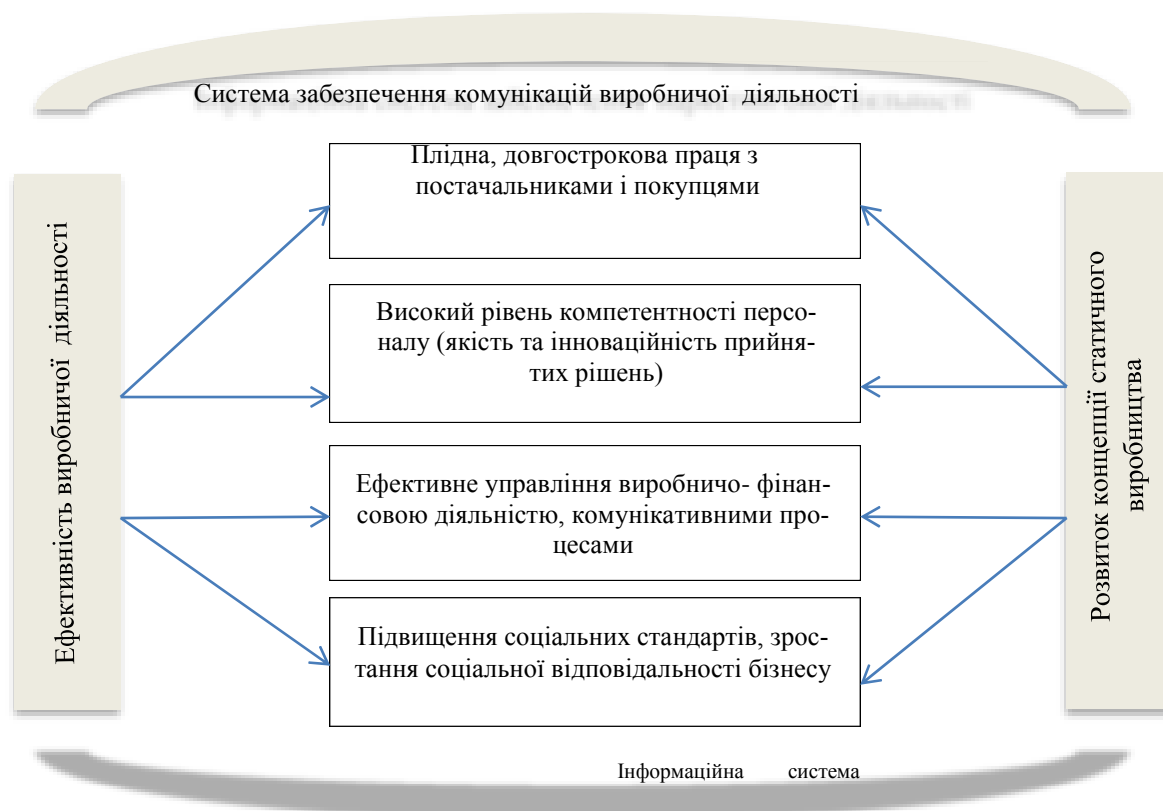 Система забезпечення комунікацій виробничої діяльності
Ефективність виробничої діяльності
Плідна, довгострокова праця з
постачальниками і покупцями
Високий рівень компетентності персо-
налу (якість та інноваційність прийня-
тих рішень)
Ефективне управління виробничо- фінан-
совою діяльністю, комунікативними про-
цесами
Підвищення соціальних стандартів, зрос-
тання соціальної відповідальності бізнесу
Розвиток концепції статичного
виробництва
Інформаційна система